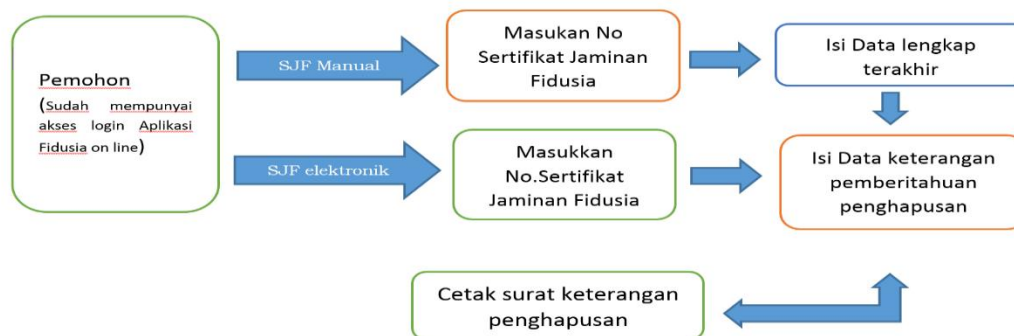 Pemohon
(Sudah mempunyai
akses login Aplikasi
Fidusia on line)
SJF Manual
Masukan No
Sertifikat Jaminan
Fidusia
Isi Data lengkap
terakhir
SJF elektronik
Masukkan
No.Sertifikat
Jaminan Fidusia
Isi Data keterangan
pemberitahuan
penghapusan
Cetak surat keterangan
penghapusan